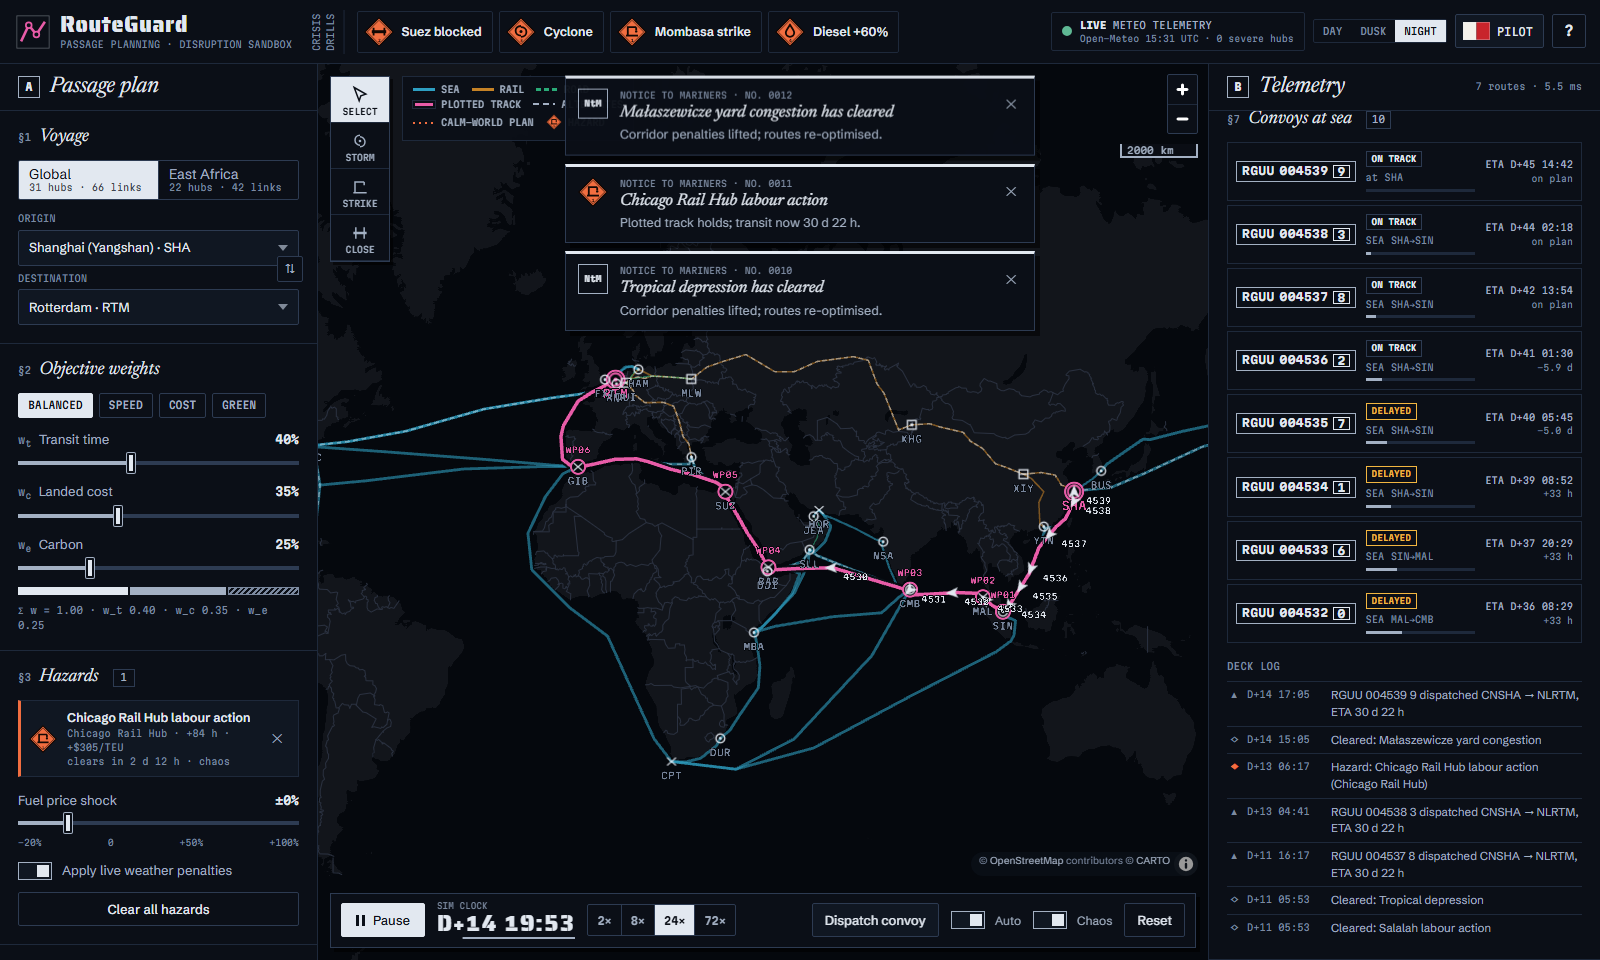 RouteGuard
PASSAGE PLANNING · DISRUPTION SANDBOX
CRISIS
DRILLS
Suez blocked
Cyclone
Mombasa strike
Diesel +60%
LIVE METEO TELEMETRY
Open-Meteo 15:31 UTC · 0 severe hubs
DAY
DUSK
NIGHT
PILOT
?
A Passage plan
§1 Voyage
Global
31 hubs · 66 links
East Africa
22 hubs · 42 links
ORIGIN
Shanghai (Yangshan) · SHA
DESTINATION
Rotterdam · RTM
§2 Objective weights
BALANCED
SPEED
COST
GREEN
wt Transit time 40%
wc Landed cost 35%
we Carbon 25%
Σ w = 1.00 · w_t 0.40 · w_c 0.35 · w_e
0.25
§3 Hazards 1
Chicago Rail Hub labour action
Chicago Rail Hub · +84 h ·
+$305/TEU
clears in 2 d 12 h · chaos
Fuel price shock ±0%
−20% 0 +50% +100%
Apply live weather penalties
Clear all hazards
SELECT
STORM
STRIKE
CLOSE
SEA
RAIL
PLOTTED TRACK
CALM-WORLD PLAN
NtM
NOTICE TO MARINERS · NO. 0012
Małaszewicze yard congestion has cleared
Corridor penalties lifted; routes re-optimised.
NOTICE TO MARINERS · NO. 0011
Chicago Rail Hub labour action
Plotted track holds; transit now 30 d 22 h.
NtM
NOTICE TO MARINERS · NO. 0010
Tropical depression has cleared
Corridor penalties lifted; routes re-optimised.
+
−
2000 km
HAM
MLW
KHG
XIY
BUS
SHA
4539
4538
4537
4536
4535
4534
4533
4531
4530
WP06
GIB
PIR
WP05
SUZ
WP04
JEA
SLL
NSA
WP03
CMB
WP02
WP01
MAL
SIN
MBA
DUR
CPT
© OpenStreetMap contributors © CARTO
Pause
SIM CLOCK
D+14 19:53
2×
8×
24×
72×
Dispatch convoy
Auto
Chaos
Reset
B Telemetry
7 routes · 5.5 ms
§7 Convoys at sea 10
RGUU 004539 9
ON TRACK
at SHA
ETA D+45 14:42
on plan
RGUU 004538 3
ON TRACK
SEA SHA→SIN
ETA D+44 02:18
on plan
RGUU 004537 8
ON TRACK
SEA SHA→SIN
ETA D+42 13:54
on plan
RGUU 004536 2
ON TRACK
SEA SHA→SIN
ETA D+41 01:30
−5.9 d
RGUU 004535 7
DELAYED
SEA SHA→SIN
ETA D+40 05:45
−5.0 d
RGUU 004534 1
DELAYED
SEA SHA→SIN
ETA D+39 08:52
+33 h
RGUU 004533 6
DELAYED
SEA SIN→MAL
ETA D+37 20:29
+33 h
RGUU 004532 0
DELAYED
SEA MAL→CMB
ETA D+36 08:29
+33 h
DECK LOG
D+14 17:05 RGUU 004539 9 dispatched CNSHA → NLRTM,
ETA 30 d 22 h
D+14 15:05 Cleared: Małaszewicze yard congestion
D+13 06:17 Hazard: Chicago Rail Hub labour action
(Chicago Rail Hub)
D+13 04:41 RGUU 004538 3 dispatched CNSHA → NLRTM,
ETA 30 d 22 h
D+11 16:17 RGUU 004537 8 dispatched CNSHA → NLRTM,
ETA 30 d 22 h
D+11 05:53 Cleared: Tropical depression
D+11 05:53 Cleared: Salalah labour action